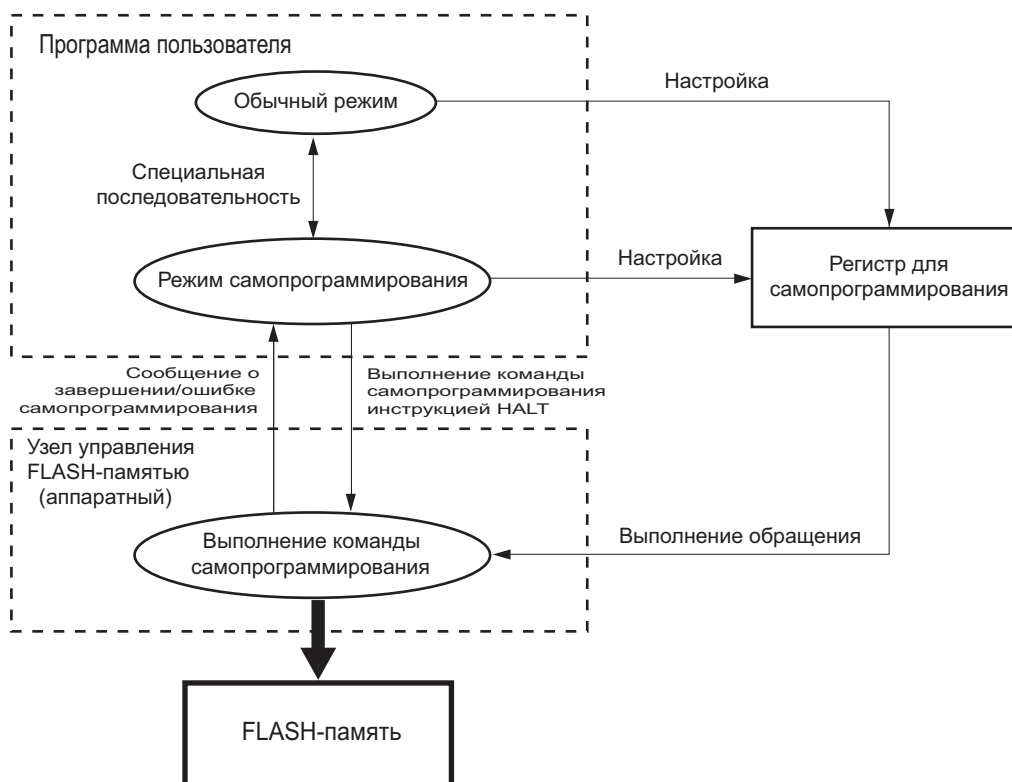 Программа пользователя
Обычный режим
Настройка
Специальная
последовательность
Режим самопрограммирования
Настройка
Регистр для
самопрограммирования
Сообщение о
завершении/ошибке
самопрограммирования
Выполнение команды
самопрограммирования
инструкцией HALT
Узел управления
FLASH-памятью
(аппаратный)
Выполнение команды
самопрограммирования
Выполнение обращения
FLASH-память